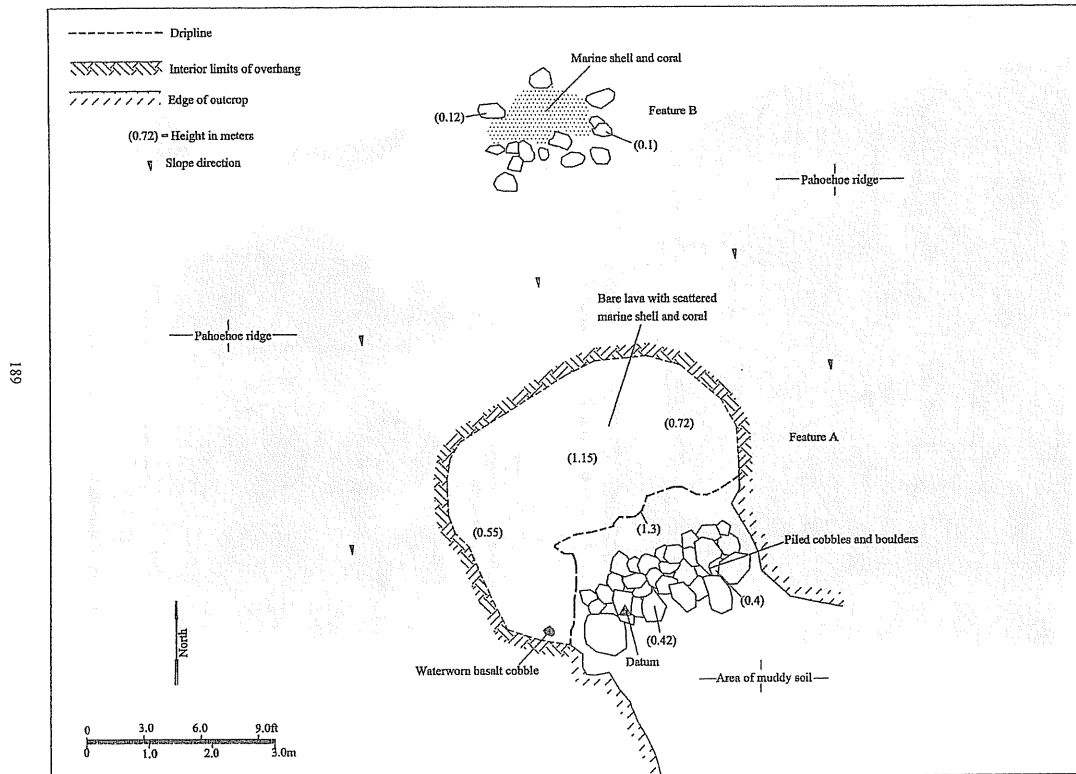 Dripline
Interior limits of overhang
Edge of outcrop
(0.72) = Height in meters
Slope direction
Marine shell and coral
(0.12)
Feature B
(0.1)
Pahoehoe ridge
Bare lava with scattered
marine shell and coral
Pahoehoe ridge
189
(0.72)
Feature A
(1.15)
(0.55)
(1.3)
Piled cobbles and boulders
(0.4)
(0.42)
North
Waterworn basalt cobble
Datum
Area of muddy soil
0 3.0 6.0 9.0ft
0 1.0 2.0 3.0m